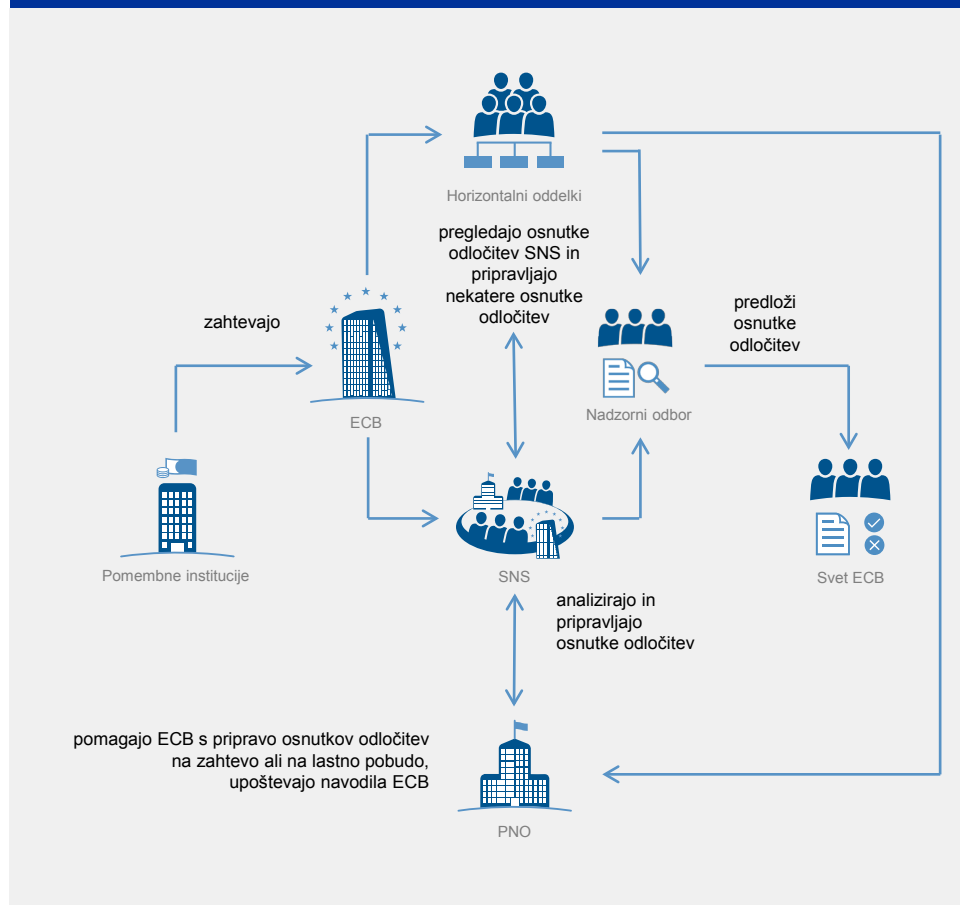 Horizontalni oddelki
pregledajo osnutke
odločitev SNS in
pripravljajo
nekatere osnutke
odločitev
zahtevajo
predloži
osnutke
odločitev
Nadzorni odbor
ECB
Pomembne institucije
SNS
Svet ECB
analizirajo in
pripravljajo
osnutke odločitev
pomagajo ECB s pripravo osnutkov odločitev
na zahtevo ali na lastno pobudo,
upoštevajo navodila ECB
PNO